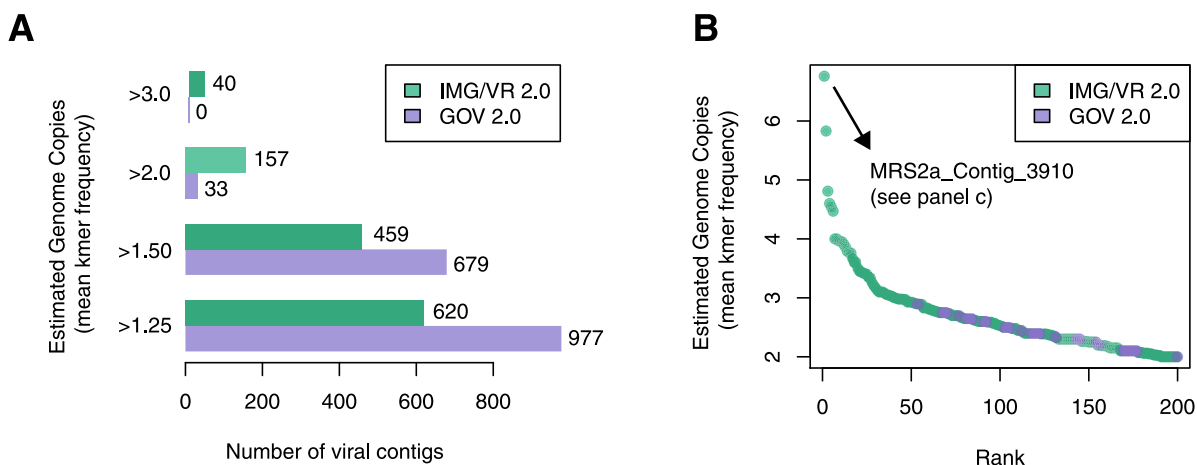 A
Estimated Genome Copies
(mean kmer frequency)
>3.0
>2.0
>1.50
>1.25
40
0
157
33
459
679
620
977
IMG/VR 2.0
GOV 2.0
0
200
400
600
800
Number of viral contigs
B
Estimated Genome Copies
(mean kmer frequency)
6
5
4
3
2
IMG/VR 2.0
GOV 2.0
MRS2a_Contig_3910
(see panel c)
0
50
100
150
200
Rank